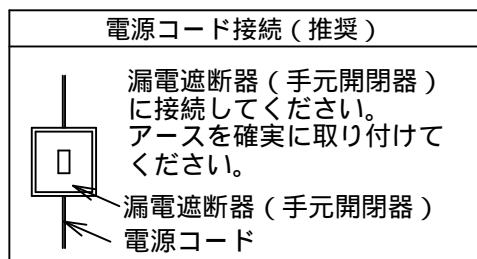 電源コード接続(推奨)
漏電遮断器(手元開閉器)
に接続してください。
アースを確実に取り付けて
ください。
漏電遮断器(手元開閉器)
電源コード